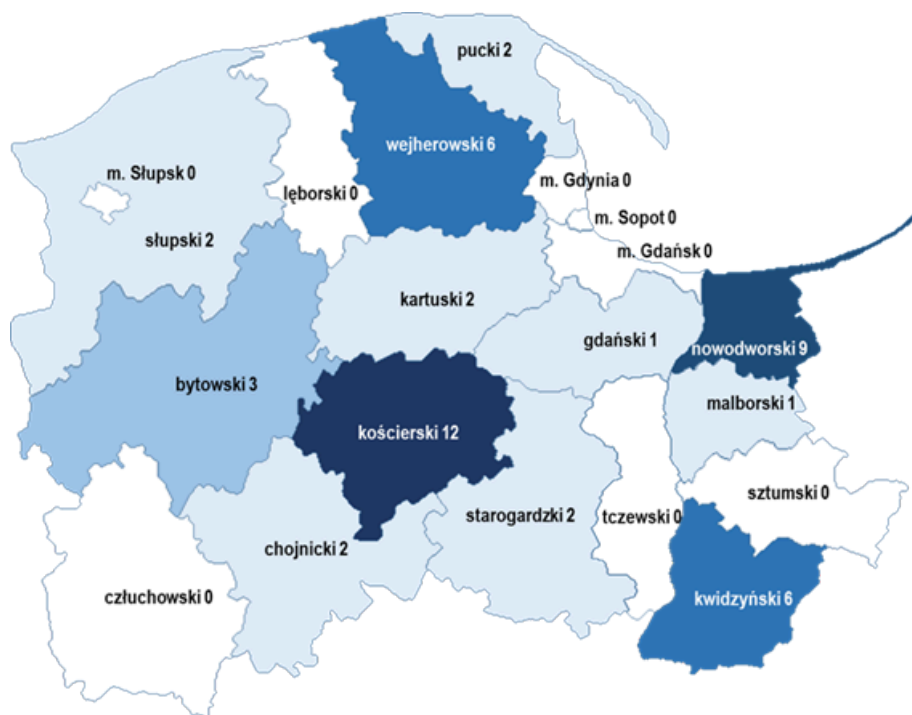 pucki 2
wejherowski 6
m. Słupsk 0
lęborski 0
m. Gdynia 0
m. Sopot 0
słupski 2
m. Gdańsk 0
kartuski 2
gdański 1
nowodworski 9
bytowski 3
malborski 1
kościerski 12
sztumski 0
starogardzki 2
tczewski 0
chojnicki 2
człuchowski 0
kwidzyński 6